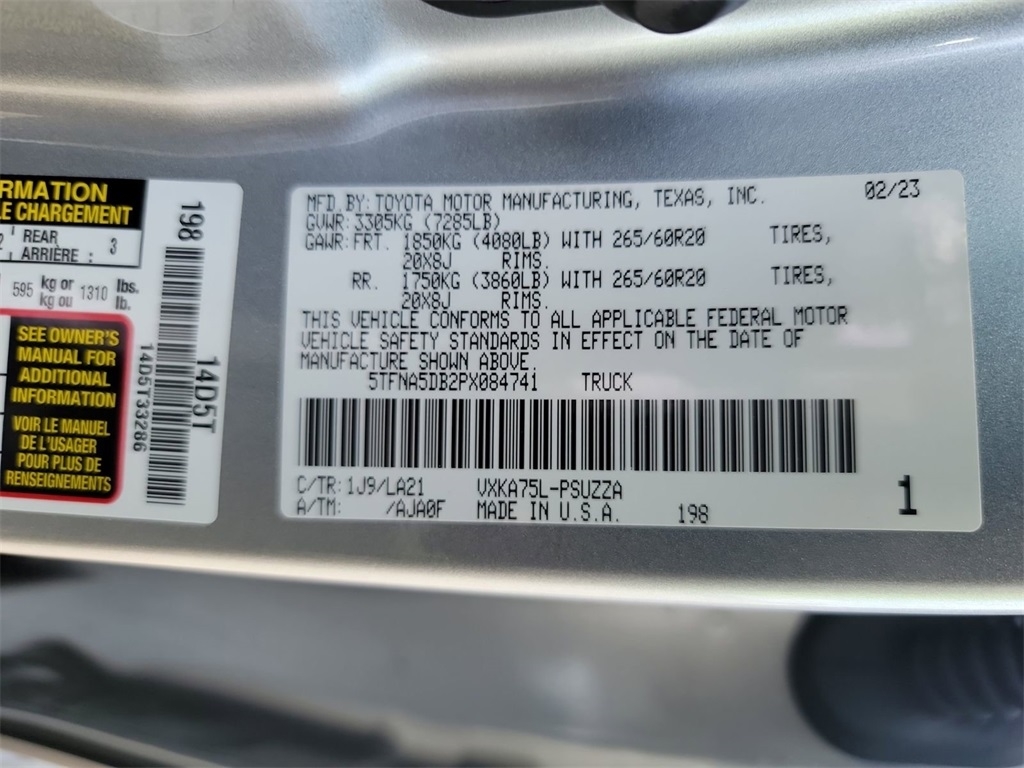 RMATION
E CHARGEMENT
2 REAR
ARRIÈRE : 3
595 kg or 1310 lbs.
kg ou lb.
SEE OWNER'S
MANUAL FOR
ADDITIONAL
INFORMATION
VOIR LE MANUEL
DE L'USAGER
POUR PLUS DE
RENSEIGNEMENTS
198
14D5T33286
14D5T
MFD. BY: TOYOTA MOTOR MANUFACTURING, TEXAS, INC. 02/23
GVWR: 3305KG (7285LB)
GAWR: FRT. 1850KG (4080LB) WITH 265/60R20 TIRES,
20X8J RIMS.
RR. 1750KG (3860LB) WITH 265/60R20 TIRES,
20X8J RIMS.
THIS VEHICLE CONFORMS TO ALL APPLICABLE FEDERAL MOTOR
VEHICLE SAFETY STANDARDS IN EFFECT ON THE DATE OF
MANUFACTURE SHOWN ABOVE.
5TFNA5DB2PX084741 TRUCK
C/TR: 1J9/LA21 VXKA75L-PSUZZA
A/TM: /AJA0F MADE IN U.S.A. 198
1